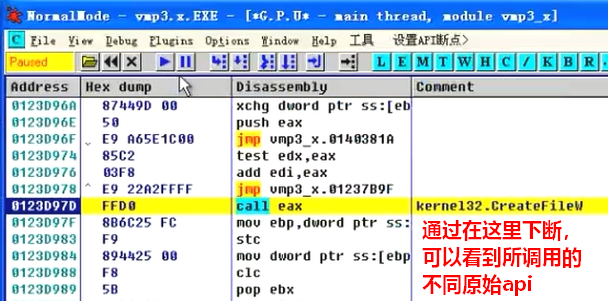 NormalMode - vmp3.x.EXE - [*G.P.U* - main thread, module vmp3_x]
C File View Debug Plugins Options Window Help 工具 设置API断点>
Paused L E M T W H C / K B R
Address Hex dump Disassembly Comment
0123D96A 87449D 00 xchg dword ptr ss:[eb
0123D96E 50 push eax
0123D96F E9 A65E1C00 jmp vmp3_x.0140381A
0123D974 85C2 test edx,eax
0123D976 03F8 add edi,eax
0123D978 ^ E9 22A2FFFF jmp vmp3_x.01237B9F
0123D97D FFD0 call eax kernel32.CreateFileW
0123D97F 8B6C25 FC mov ebp,dword ptr ss:
0123D983 F9 stc
0123D984 894425 00 mov dword ptr ss:[ebp
0123D988 F8 clc
0123D989 5B pop ebx
通过在这里下断,
可以看到所调用的
不同原始api